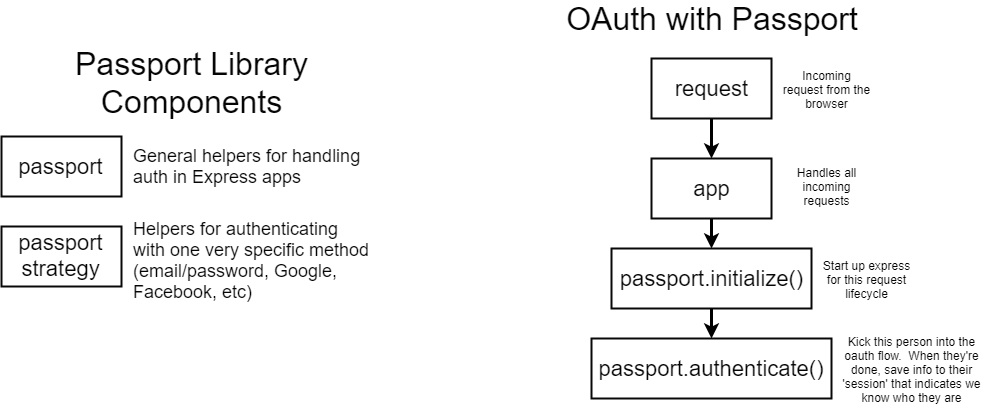 Passport Library
Components
passport
General helpers for handling
auth in Express apps
passport
strategy
Helpers for authenticating
with one very specific method
(email/password, Google,
Facebook, etc)
OAuth with Passport
request
Incoming
request from the
browser
app
Handles all
incoming
requests
passport.initialize()
Start up express
for this request
lifecycle
passport.authenticate()
Kick this person into the
oauth flow. When they're
done, save info to their
'session' that indicates we
know who they are